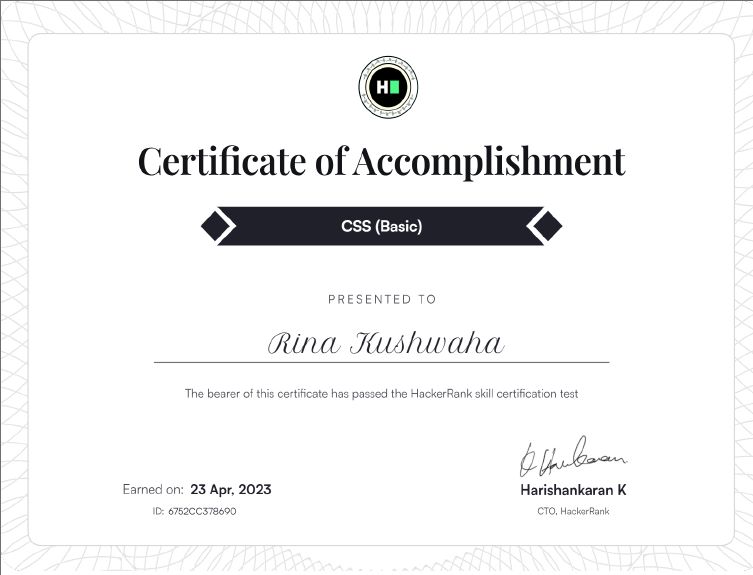 H
Certificate of Accomplishment
CSS (Basic)
PRESENTED TO
Rina Kushwaha
The bearer of this certificate has passed the HackerRank skill certification test
Earned on: 23 Apr, 2023
ID: 6752CC378690
Harishankaran K
CTO, HackerRank